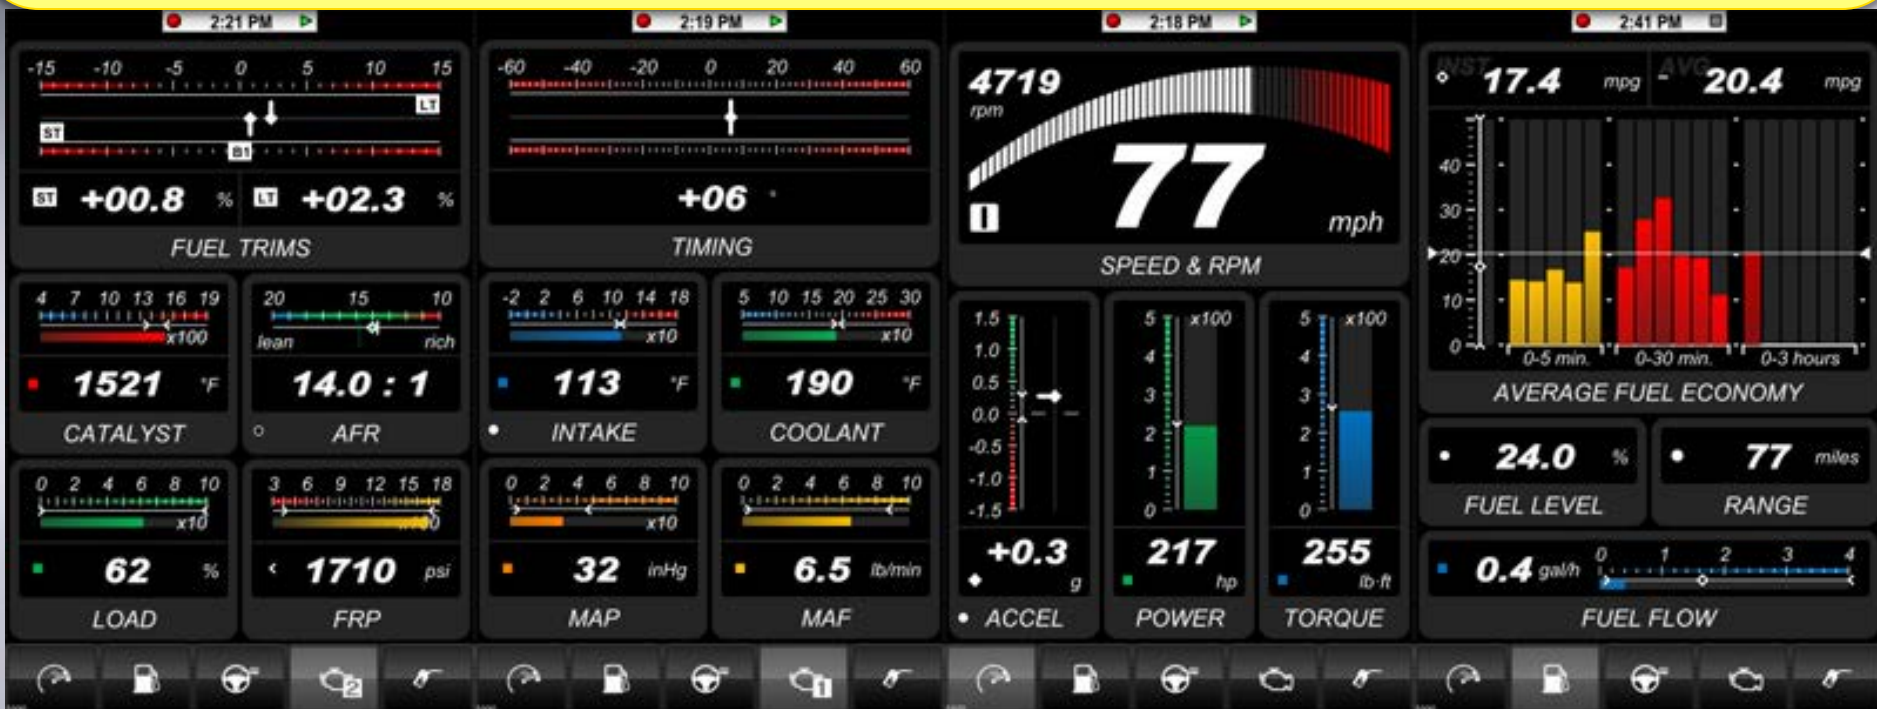 2:21 PM
-15 -10 -5 0 5 10 15
LT
ST
B1
ST +00.8 % LT +02.3 %
FUEL TRIMS
4 7 10 13 16 19
x100
1521 °F
CATALYST
20 15 10
lean rich
14.0 : 1
AFR
0 2 4 6 8 10
x10
62 %
LOAD
3 6 9 12 15 18
x100
1710 psi
FRP
2
2:19 PM
-60 -40 -20 0 20 40 60
+06 °
TIMING
-2 2 6 10 14 18
x10
113 °F
INTAKE
5 10 15 20 25 30
x10
190 °F
COOLANT
0 2 4 6 8 10
x10
32 inHg
MAP
0 2 4 6 8 10
6.5 lb/min
MAF
1
2:18 PM
4719
rpm
77
mph
SPEED & RPM
1.5
1.0
0.5
0.0
-0.5
-1.0
-1.5
+0.3
g
ACCEL
5 x100
4
3
2
1
0
217
hp
POWER
5 x100
4
3
2
1
0
255
lb·ft
TORQUE
2:41 PM
INST AVG
17.4 mpg 20.4 mpg
40
30
20
10
0
0-5 min. 0-30 min. 0-3 hours
AVERAGE FUEL ECONOMY
24.0 %
FUEL LEVEL
77 miles
RANGE
0.4 gal/h
0 1 2 3 4
FUEL FLOW